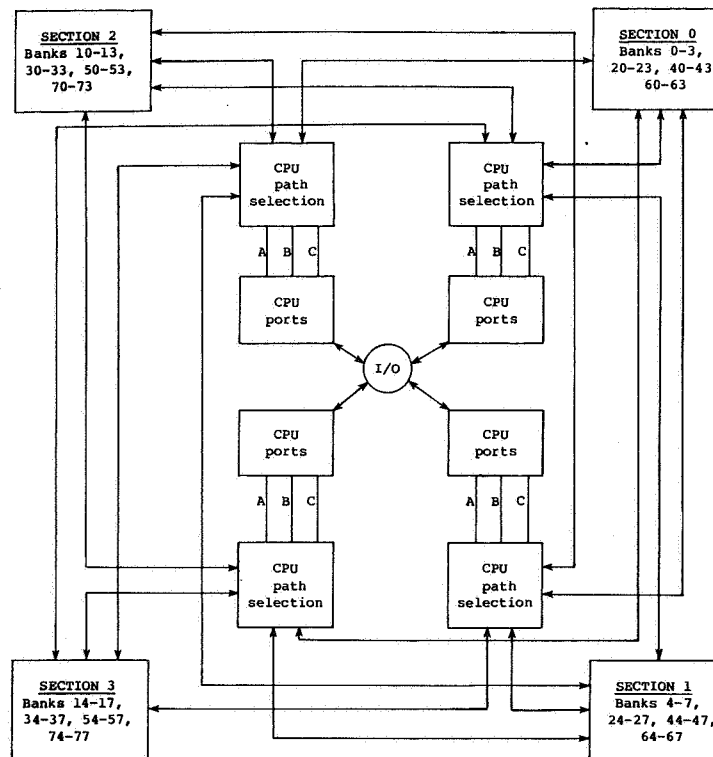 SECTION 2
Banks 10-13,
30-33, 50-53,
70-73
SECTION 0
Banks 0-3,
20-23, 40-43
60-63
CPU
path
selection
CPU
path
selection
A B C
A B C
CPU
ports
CPU
ports
I/O
CPU
ports
CPU
ports
A B C
A B C
CPU
path
selection
CPU
path
selection
SECTION 3
Banks 14-17,
34-37, 54-57,
74-77
SECTION 1
Banks 4-7,
24-27, 44-47,
64-67